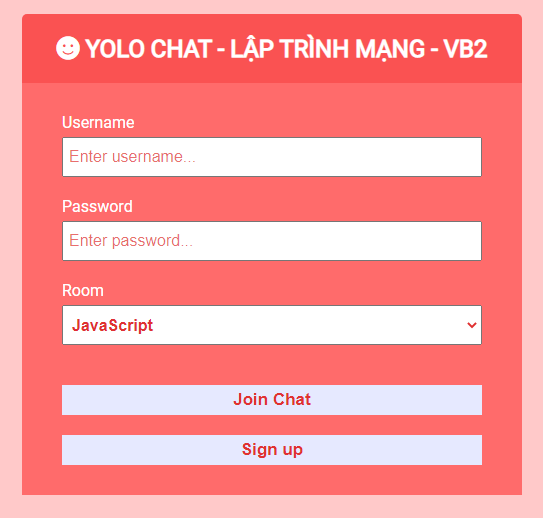 YOLO CHAT - LẬP TRÌNH MẠNG - VB2
Username
Enter username...
Password
Enter password...
Room
JavaScript
Join Chat
Sign up